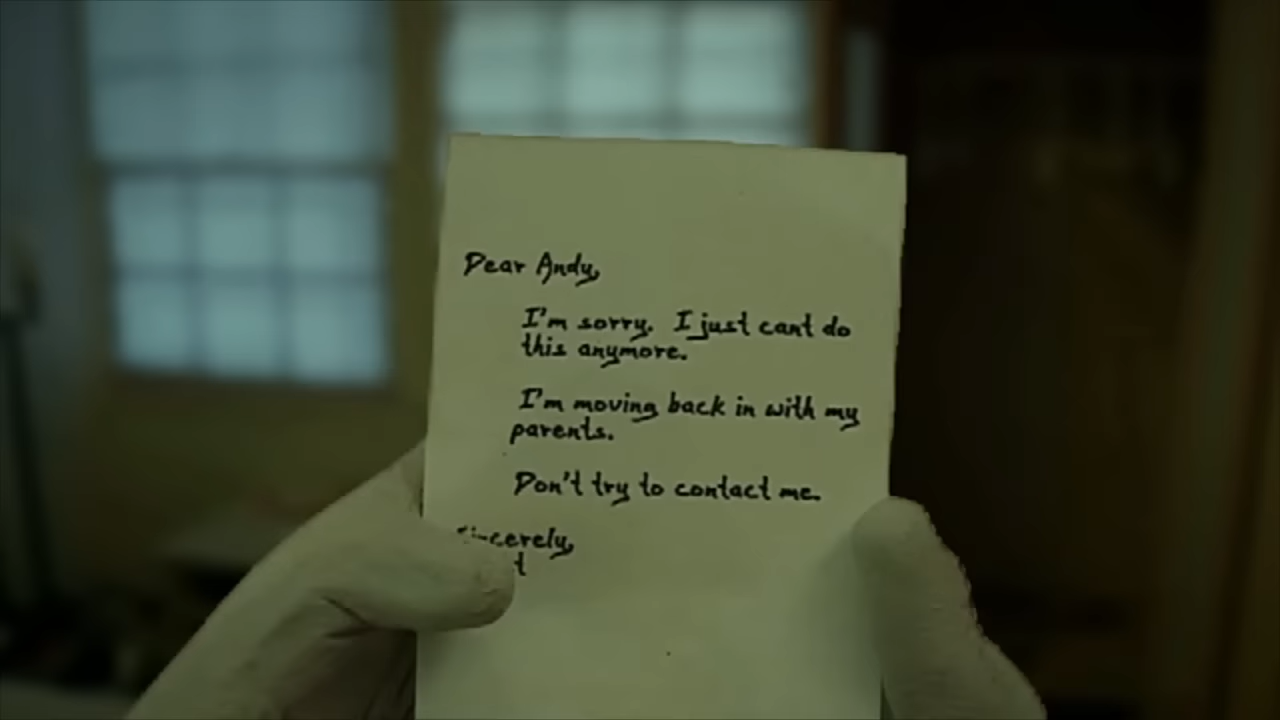 Dear Andy,
I'm sorry. I just cant do
this anymore.
I'm moving back in with my
parents.
Don't try to contact me.
Sincerely,